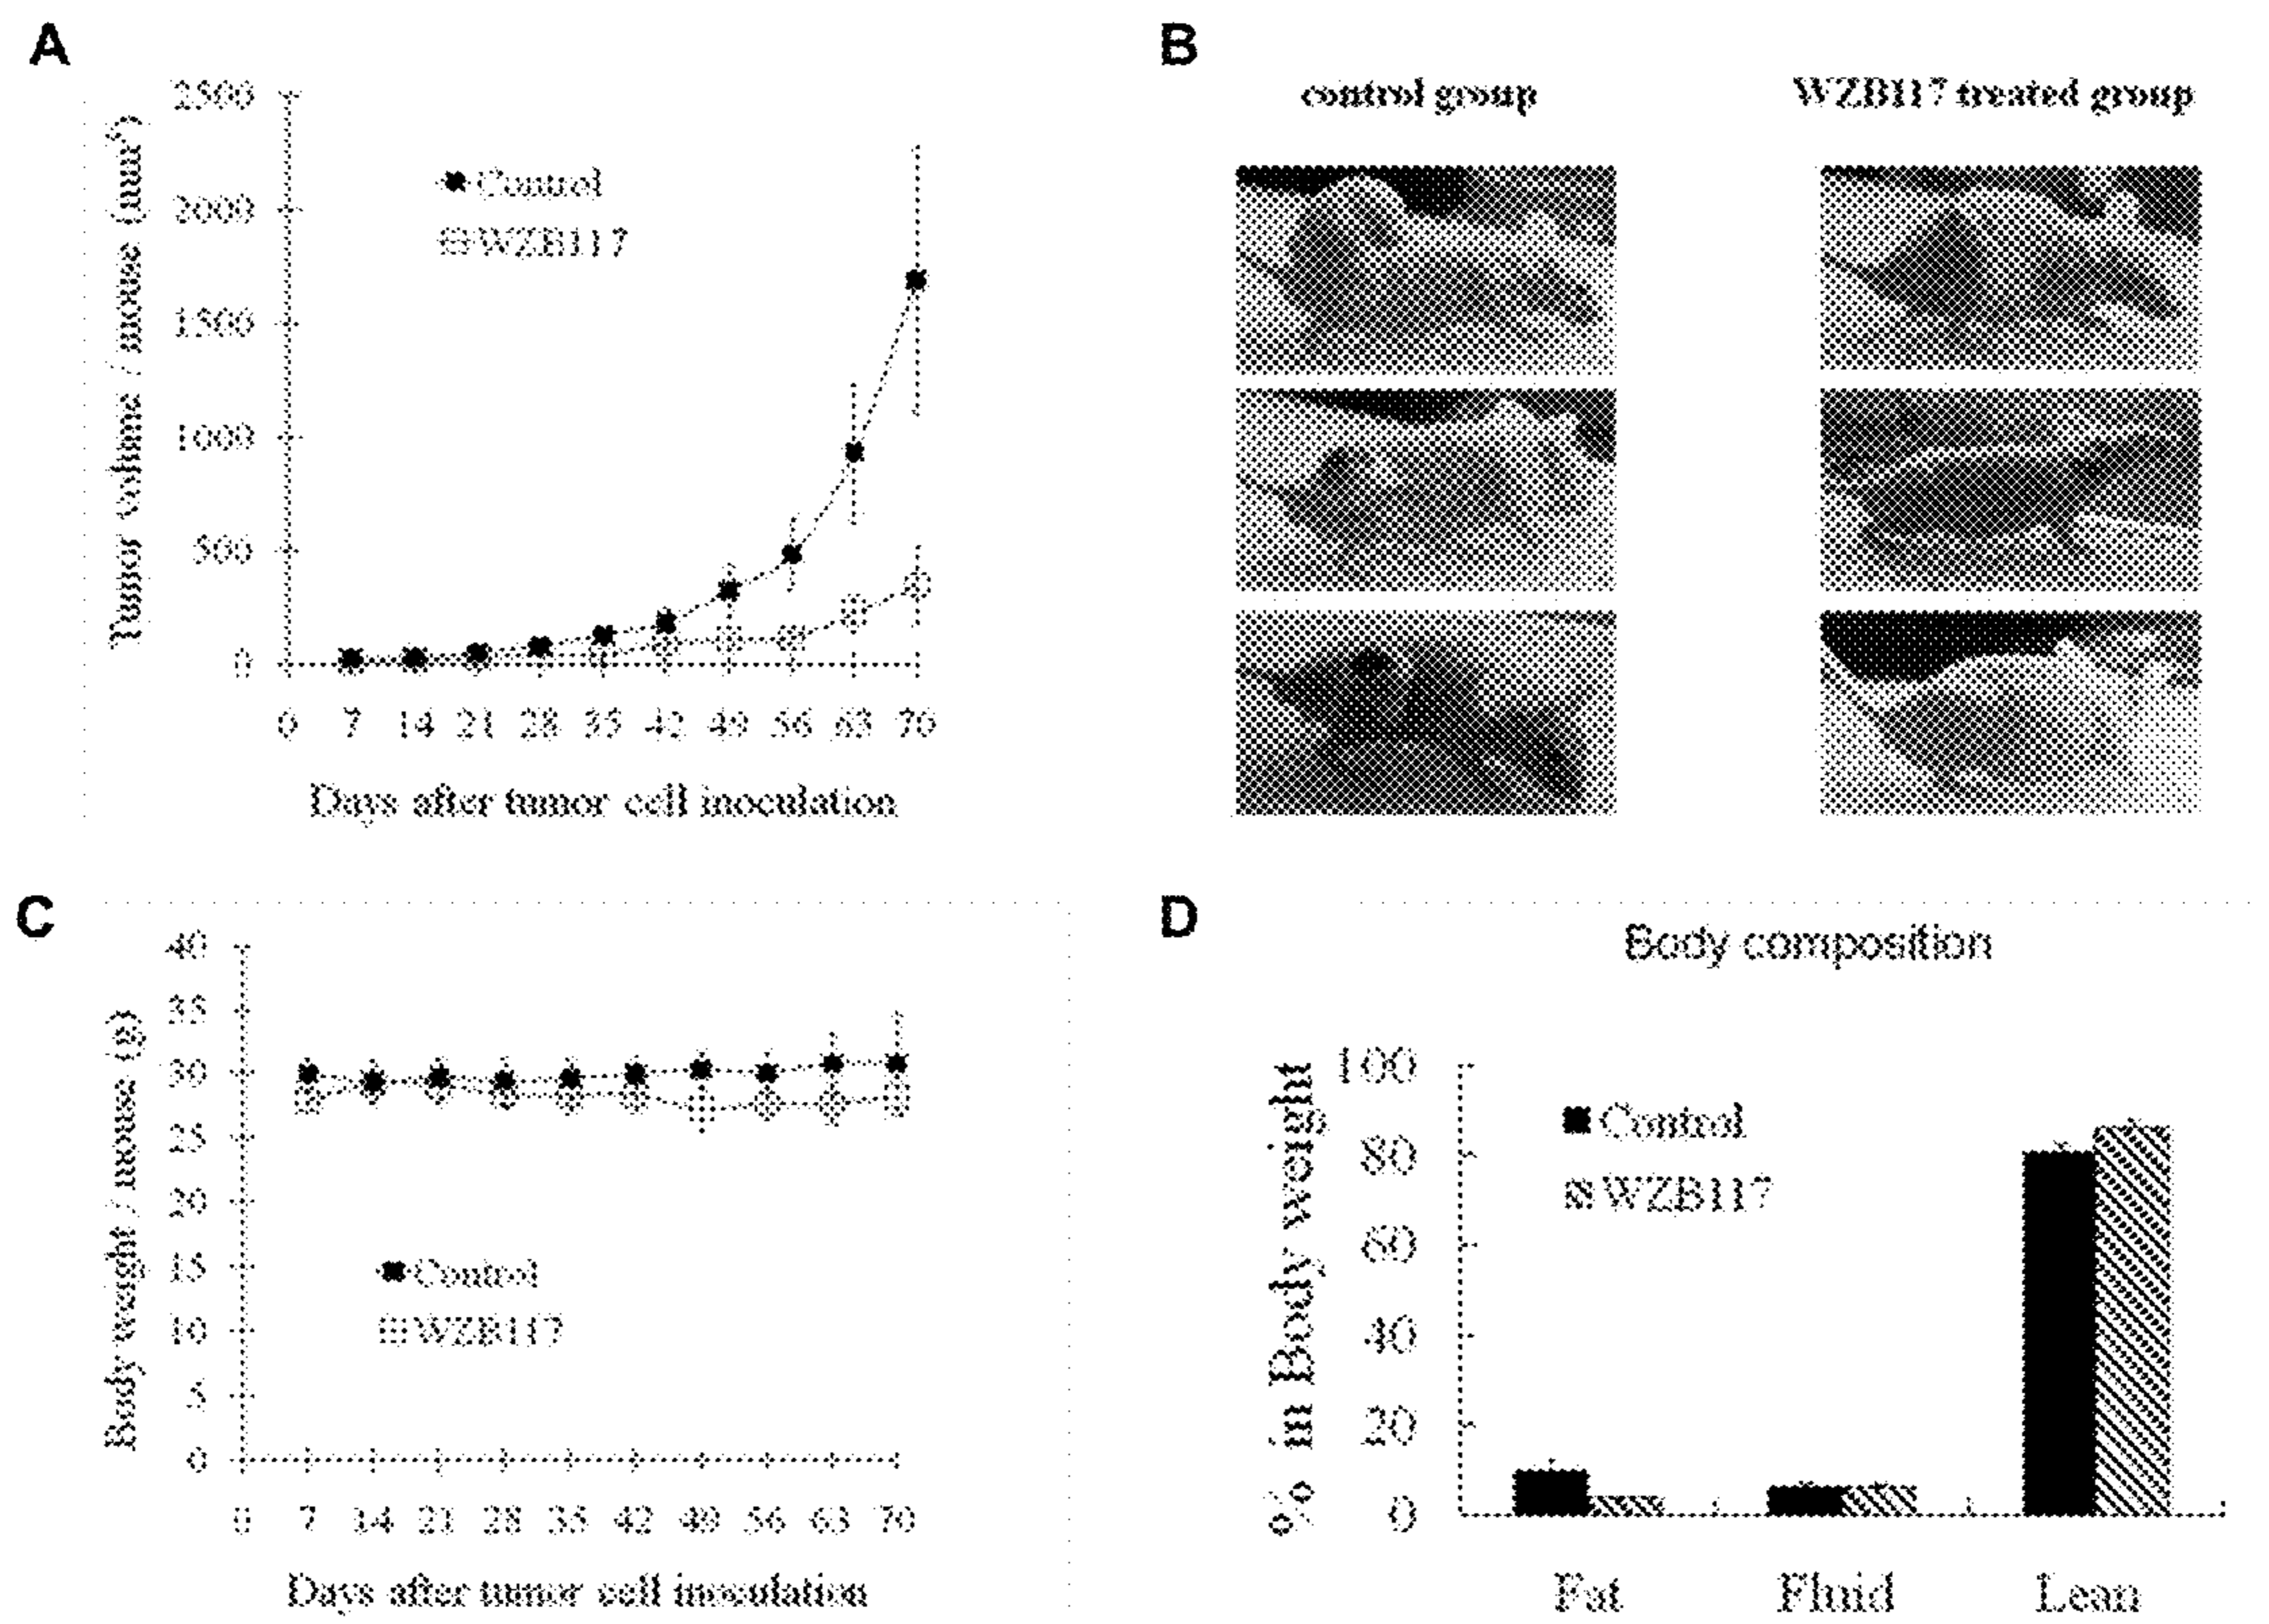 A
2500
2000
1500
1000
500
0
Tumor volume / mouse (mm³)
Control
WZB117
0 7 14 21 28 35 42 49 56 63 70
Days after tumor cell inoculation
B
control group
WZB117 treated group
C
40
35
30
25
20
15
10
5
0
Body weight / mouse (g)
Control
WZB117
0 7 14 21 28 35 42 49 56 63 70
Days after tumor cell inoculation
D
Body composition
100
80
60
40
20
0
% in Body weight
Control
WZB117
Fat Fluid Lean